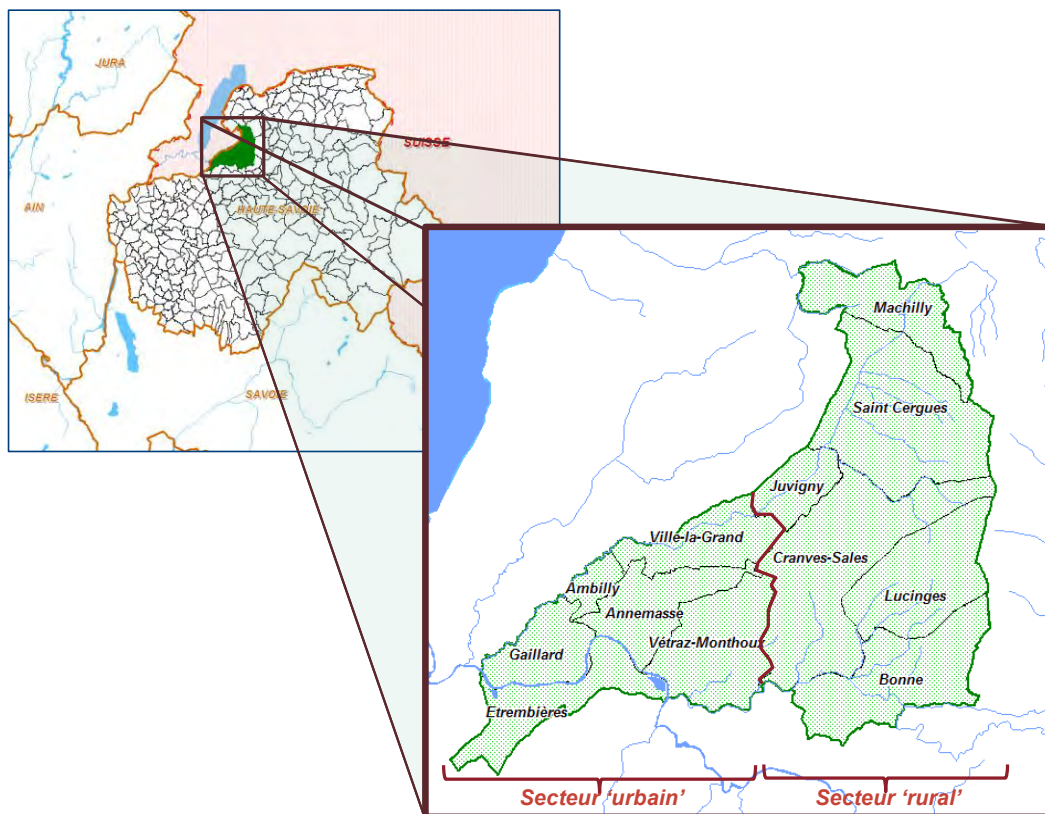 JURA
SUISSE
AIN
HAUTE-SAVOIE
ISERE
SAVOIE
Machilly
Saint Cergues
Juvigny
Ville-la-Grand
Cranves-Sales
Ambilly
Annemasse
Lucinges
Vétraz-Monthoux
Gaillard
Bonne
Etrembières
Secteur ‘urbain’
Secteur ‘rural’